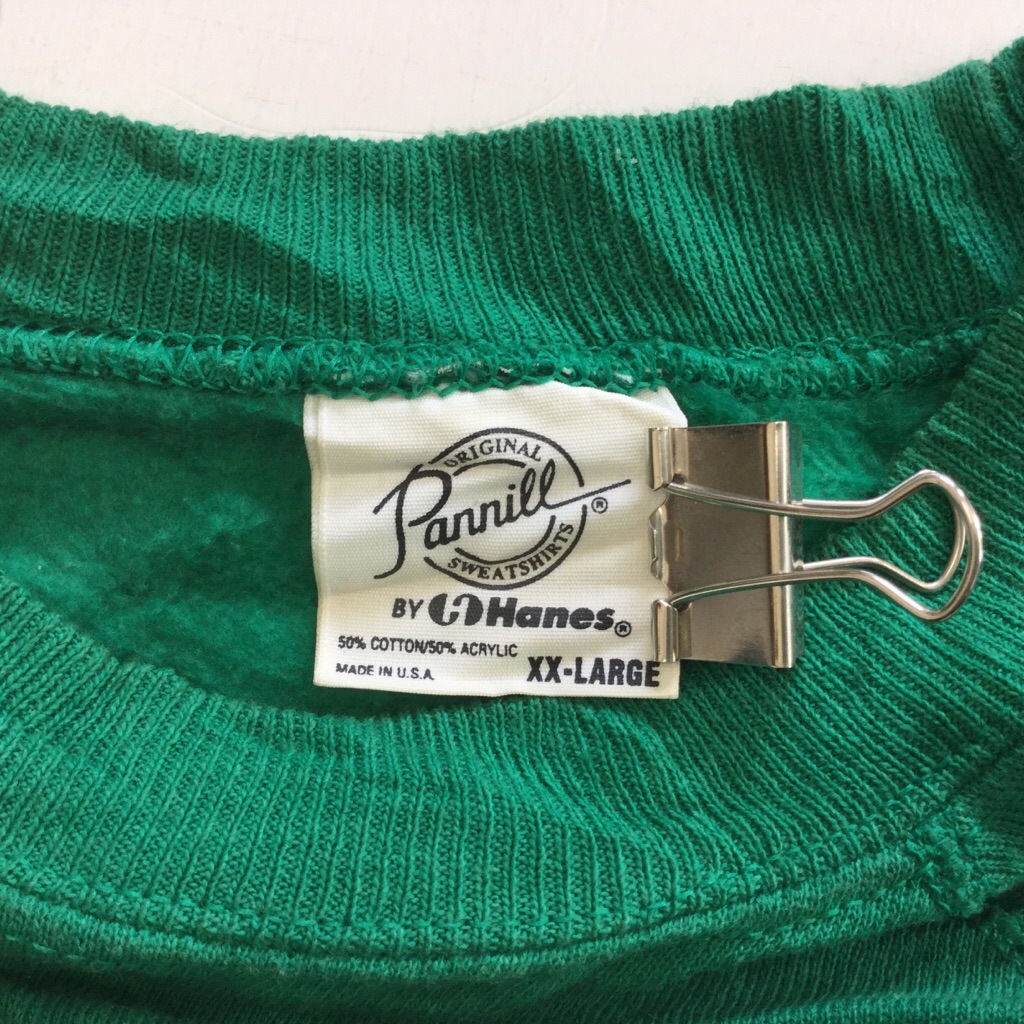 ORIGINAL
Pannill®
SWEATSHIRTS
BY Hanes®
50% COTTON/50% ACRYLIC
MADE IN U.S.A.
XX-LARGE